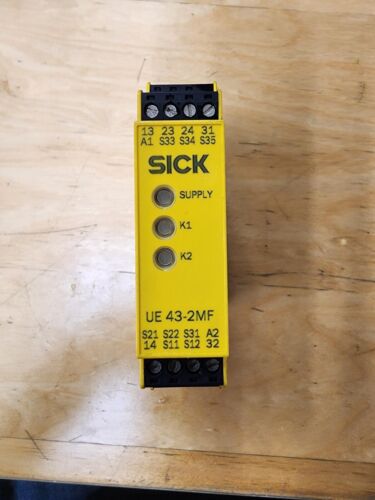 13 23 24 31
A1 S33 S34 S35
SICK
SUPPLY
K1
K2
UE 43-2MF
S21 S22 S31 A2
14 S11 S12 32